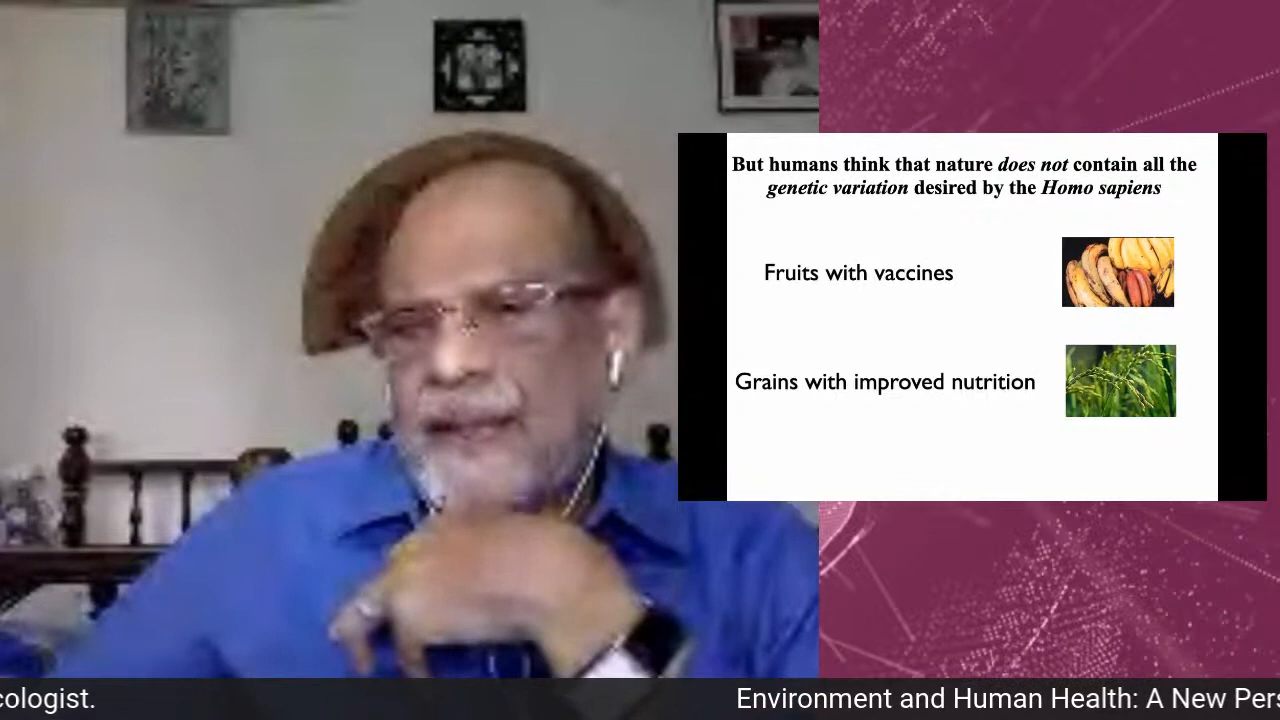 But humans think that nature does not contain all the
genetic variation desired by the Homo sapiens
Fruits with vaccines
Grains with improved nutrition
cologist.
Environment and Human Health: A New Pers